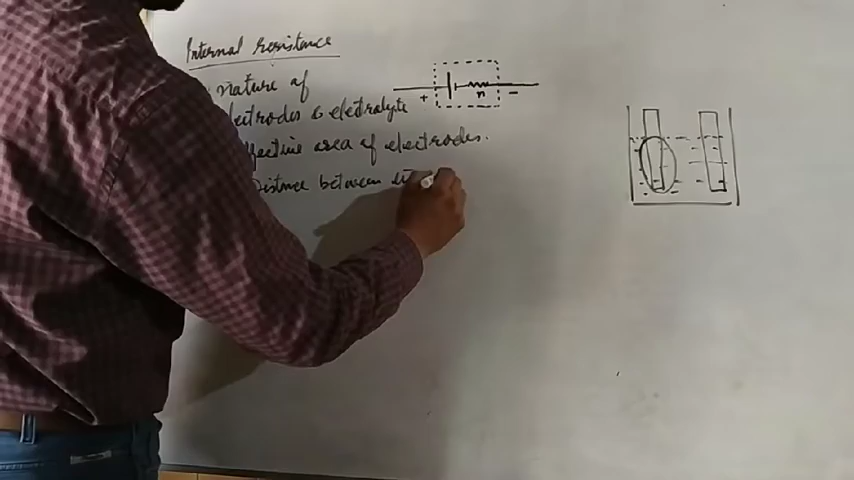 Internal resistance
nature of
electrodes & electrolyte
effective area of electrodes.
Distance between
+ r -